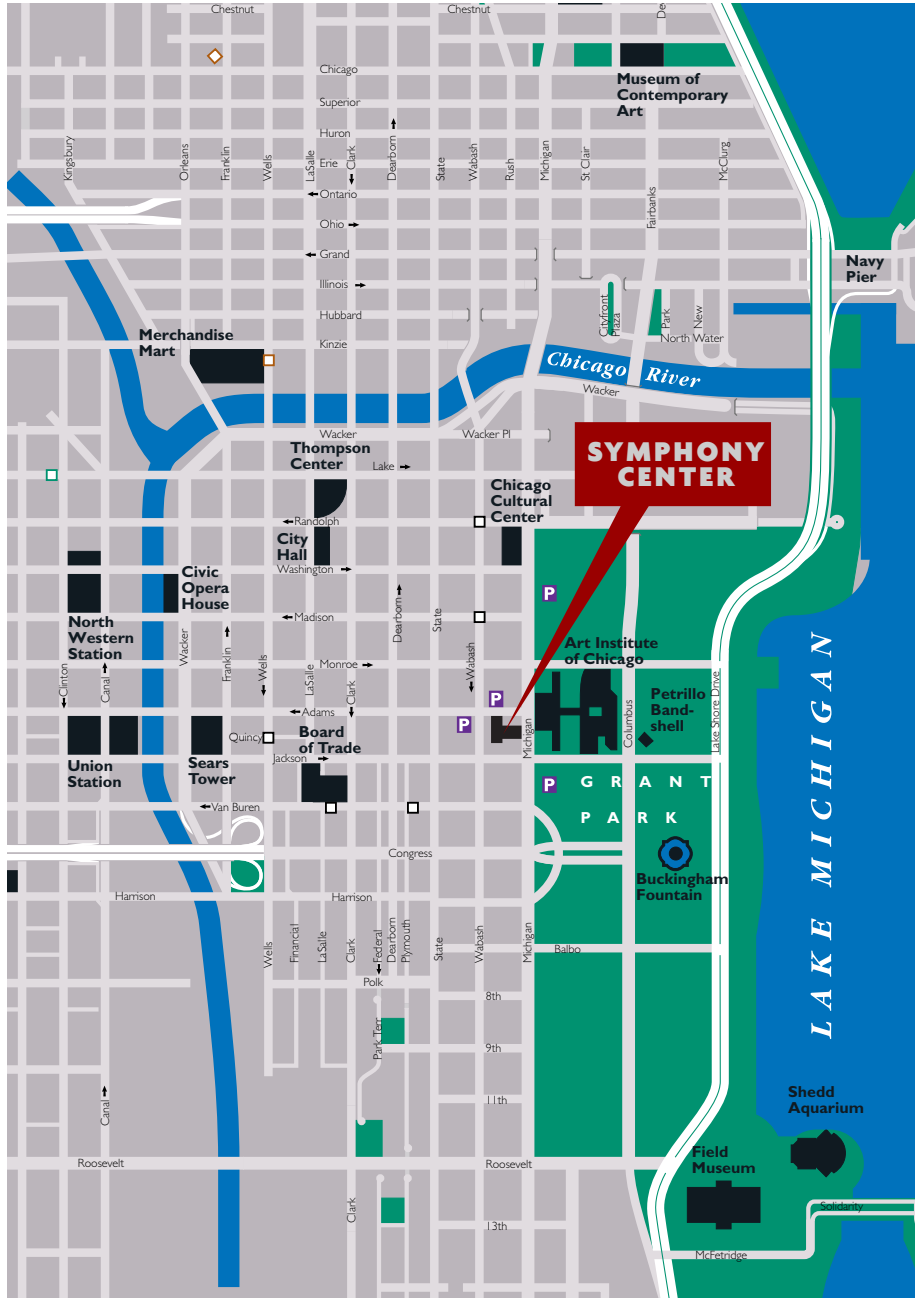 Chestnut
Chestnut
De
Chicago
Museum of
Contemporary
Art
Superior
Huron
Kingsbury
Orleans
Franklin
Wells
LaSalle
Erie
Clark
Dearborn
State
Wabash
Rush
Michigan
St Clair
McClurg
Ontario
Fairbanks
Ohio
Grand
Navy
Pier
Illinois
Hubbard
Cityfront
Plaza
Park
New
North Water
Merchandise
Mart
Kinzie
Chicago River
Wacker
Wacker
Wacker Pl
SYMPHONY
CENTER
Thompson
Center
Lake
Chicago
Cultural
Center
Randolph
City
Hall
Washington
Civic
Opera
House
P
Madison
Dearborn
State
North
Western
Station
Wacker
Franklin
Wells
Art Institute
of Chicago
Monroe
Wabash
Clinton
Canal
LaSalle
Clark
P
Petrillo
Band-
shell
Lake Shore Drive
Columbus
Adams
P
Michigan
Quincy
Board
of Trade
Union
Station
Sears
Tower
Jackson
P
GRANT
PARK
LAKE MICHIGAN
Van Buren
Congress
Buckingham
Fountain
Harrison
Harrison
Wells
Financial
LaSalle
Clark
Federal
Dearborn
Plymouth
State
Wabash
Michigan
Balbo
Polk
8th
Park Terr
9th
Canal
11th
Shedd
Aquarium
Roosevelt
Roosevelt
Field
Museum
Clark
13th
Solidarity
McFetridge